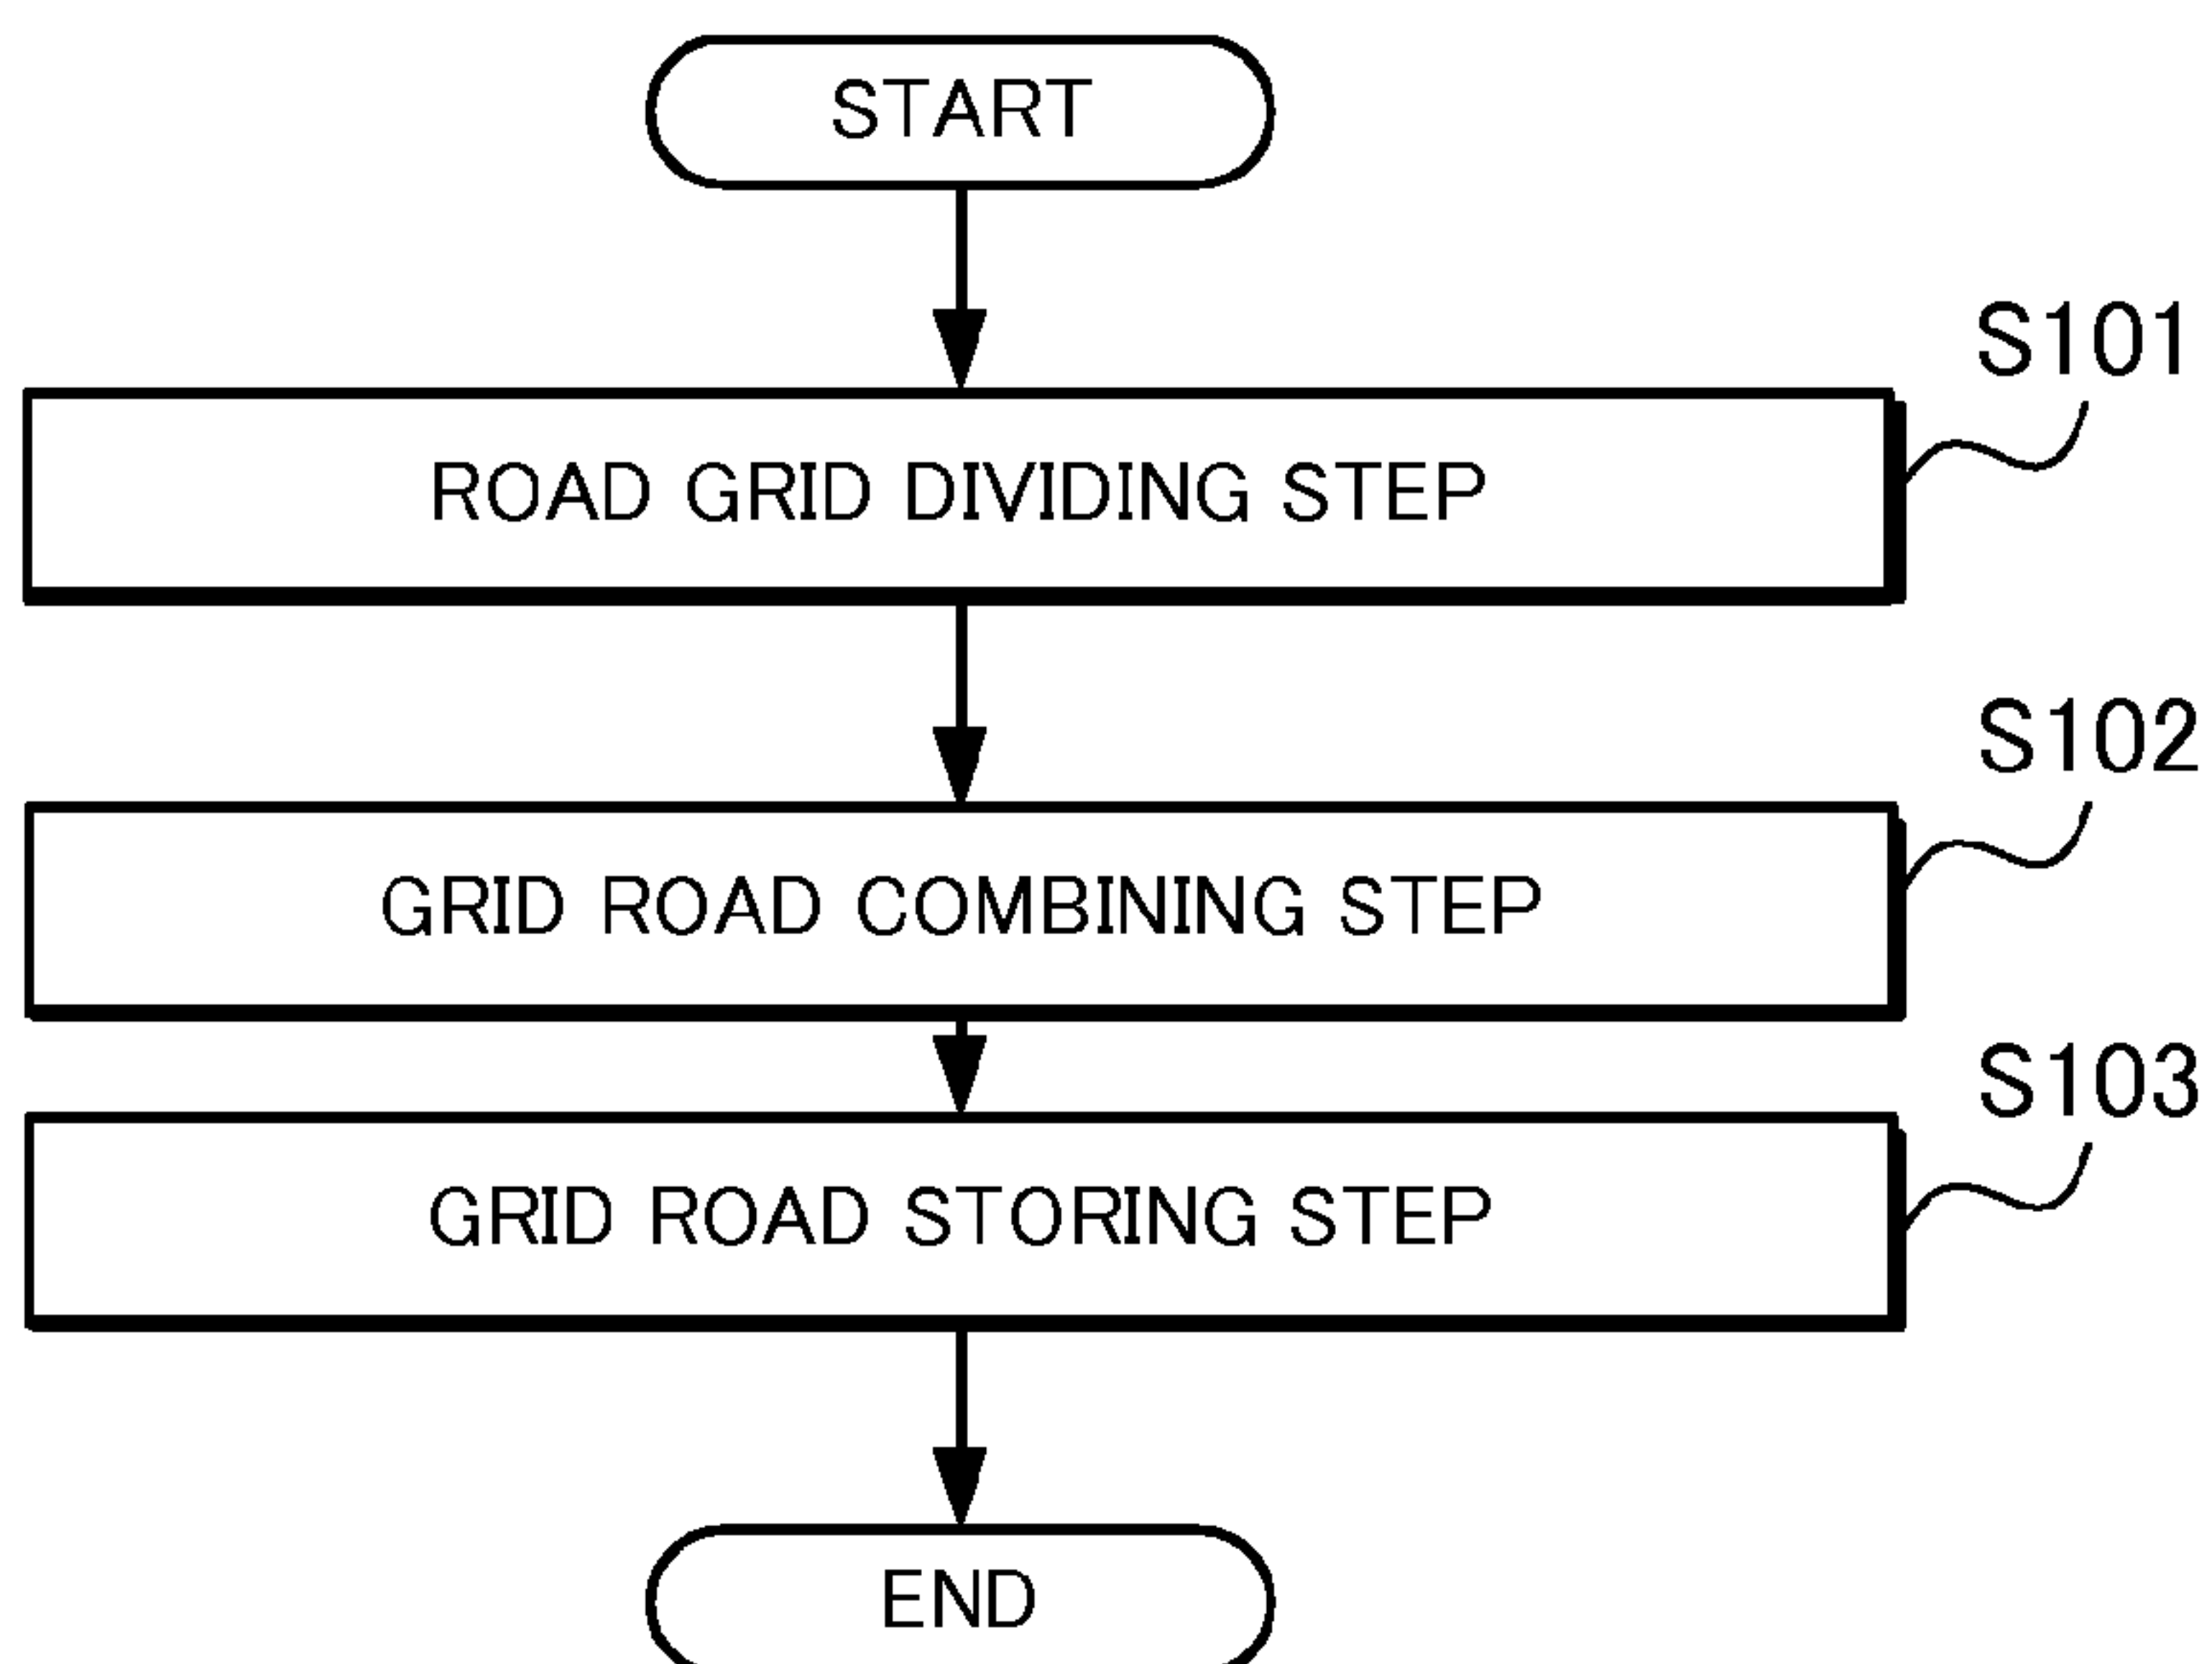 START
S101
ROAD GRID DIVIDING STEP
S102
GRID ROAD COMBINING STEP
S103
GRID ROAD STORING STEP
END